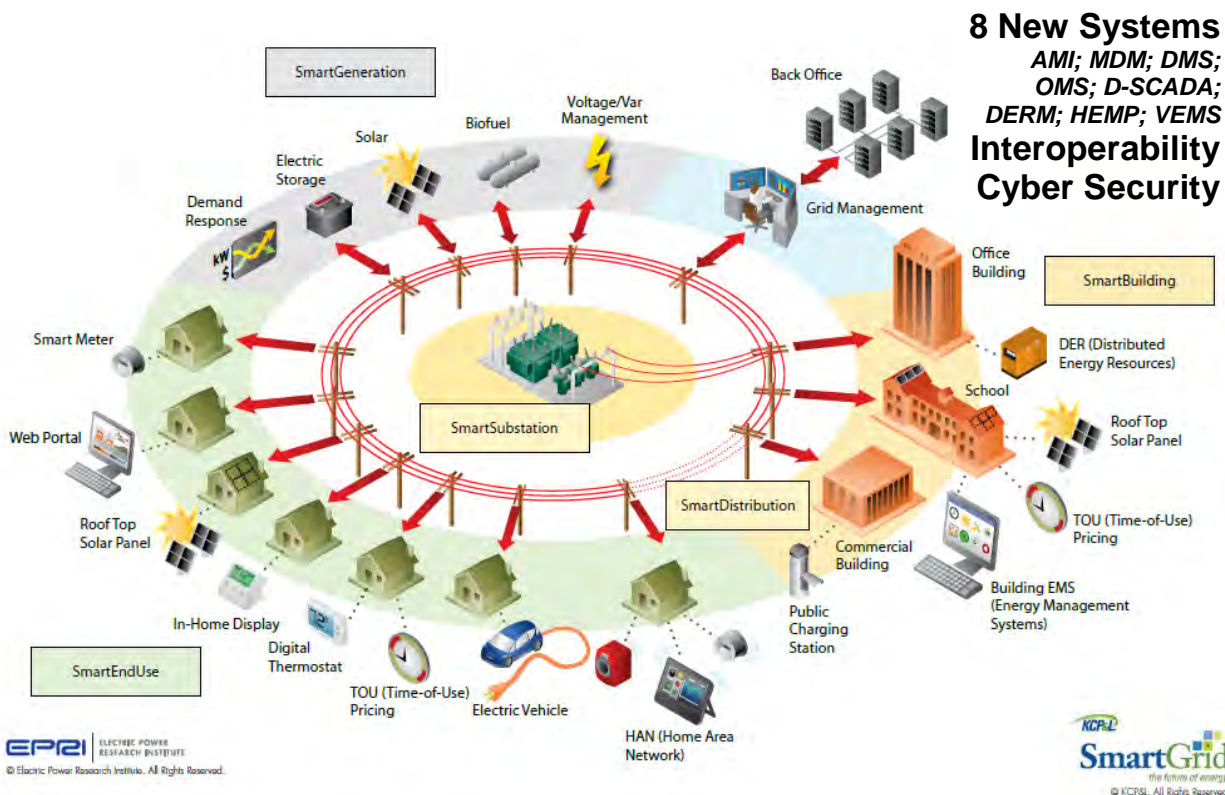 8 New Systems
AMI; MDM; DMS;
OMS; D-SCADA;
DERM; HEMP; VEMS
Interoperability
Cyber Security
SmartGeneration
Back Office
Voltage/Var
Management
Biofuel
Solar
Electric
Storage
Demand
Response
kW
$
Grid Management
Office
Building
SmartBuilding
Smart Meter
DER (Distributed
Energy Resources)
School
Web Portal
SmartSubstation
Roof Top
Solar Panel
SmartDistribution
Roof Top
Solar Panel
TOU (Time-of-Use)
Pricing
Commercial
Building
In-Home Display
Building EMS
(Energy Management
Systems)
Public
Charging
Station
Digital
Thermostat
SmartEndUse
TOU (Time-of-Use)
Pricing
Electric Vehicle
HAN (Home Area
Network)
EPRI
ELECTRIC POWER
RESEARCH INSTITUTE
© Electric Power Research Institute. All Rights Reserved.
KCP&L
SmartGrid
the future of energy
© KCP&L. All Rights Reserved